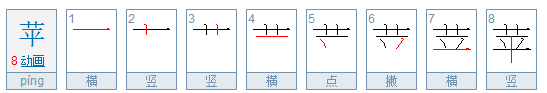 苹 1 2 3 4 5 6 7 8
8 动画
píng 横 竖 竖 横 点 撇 横 竖